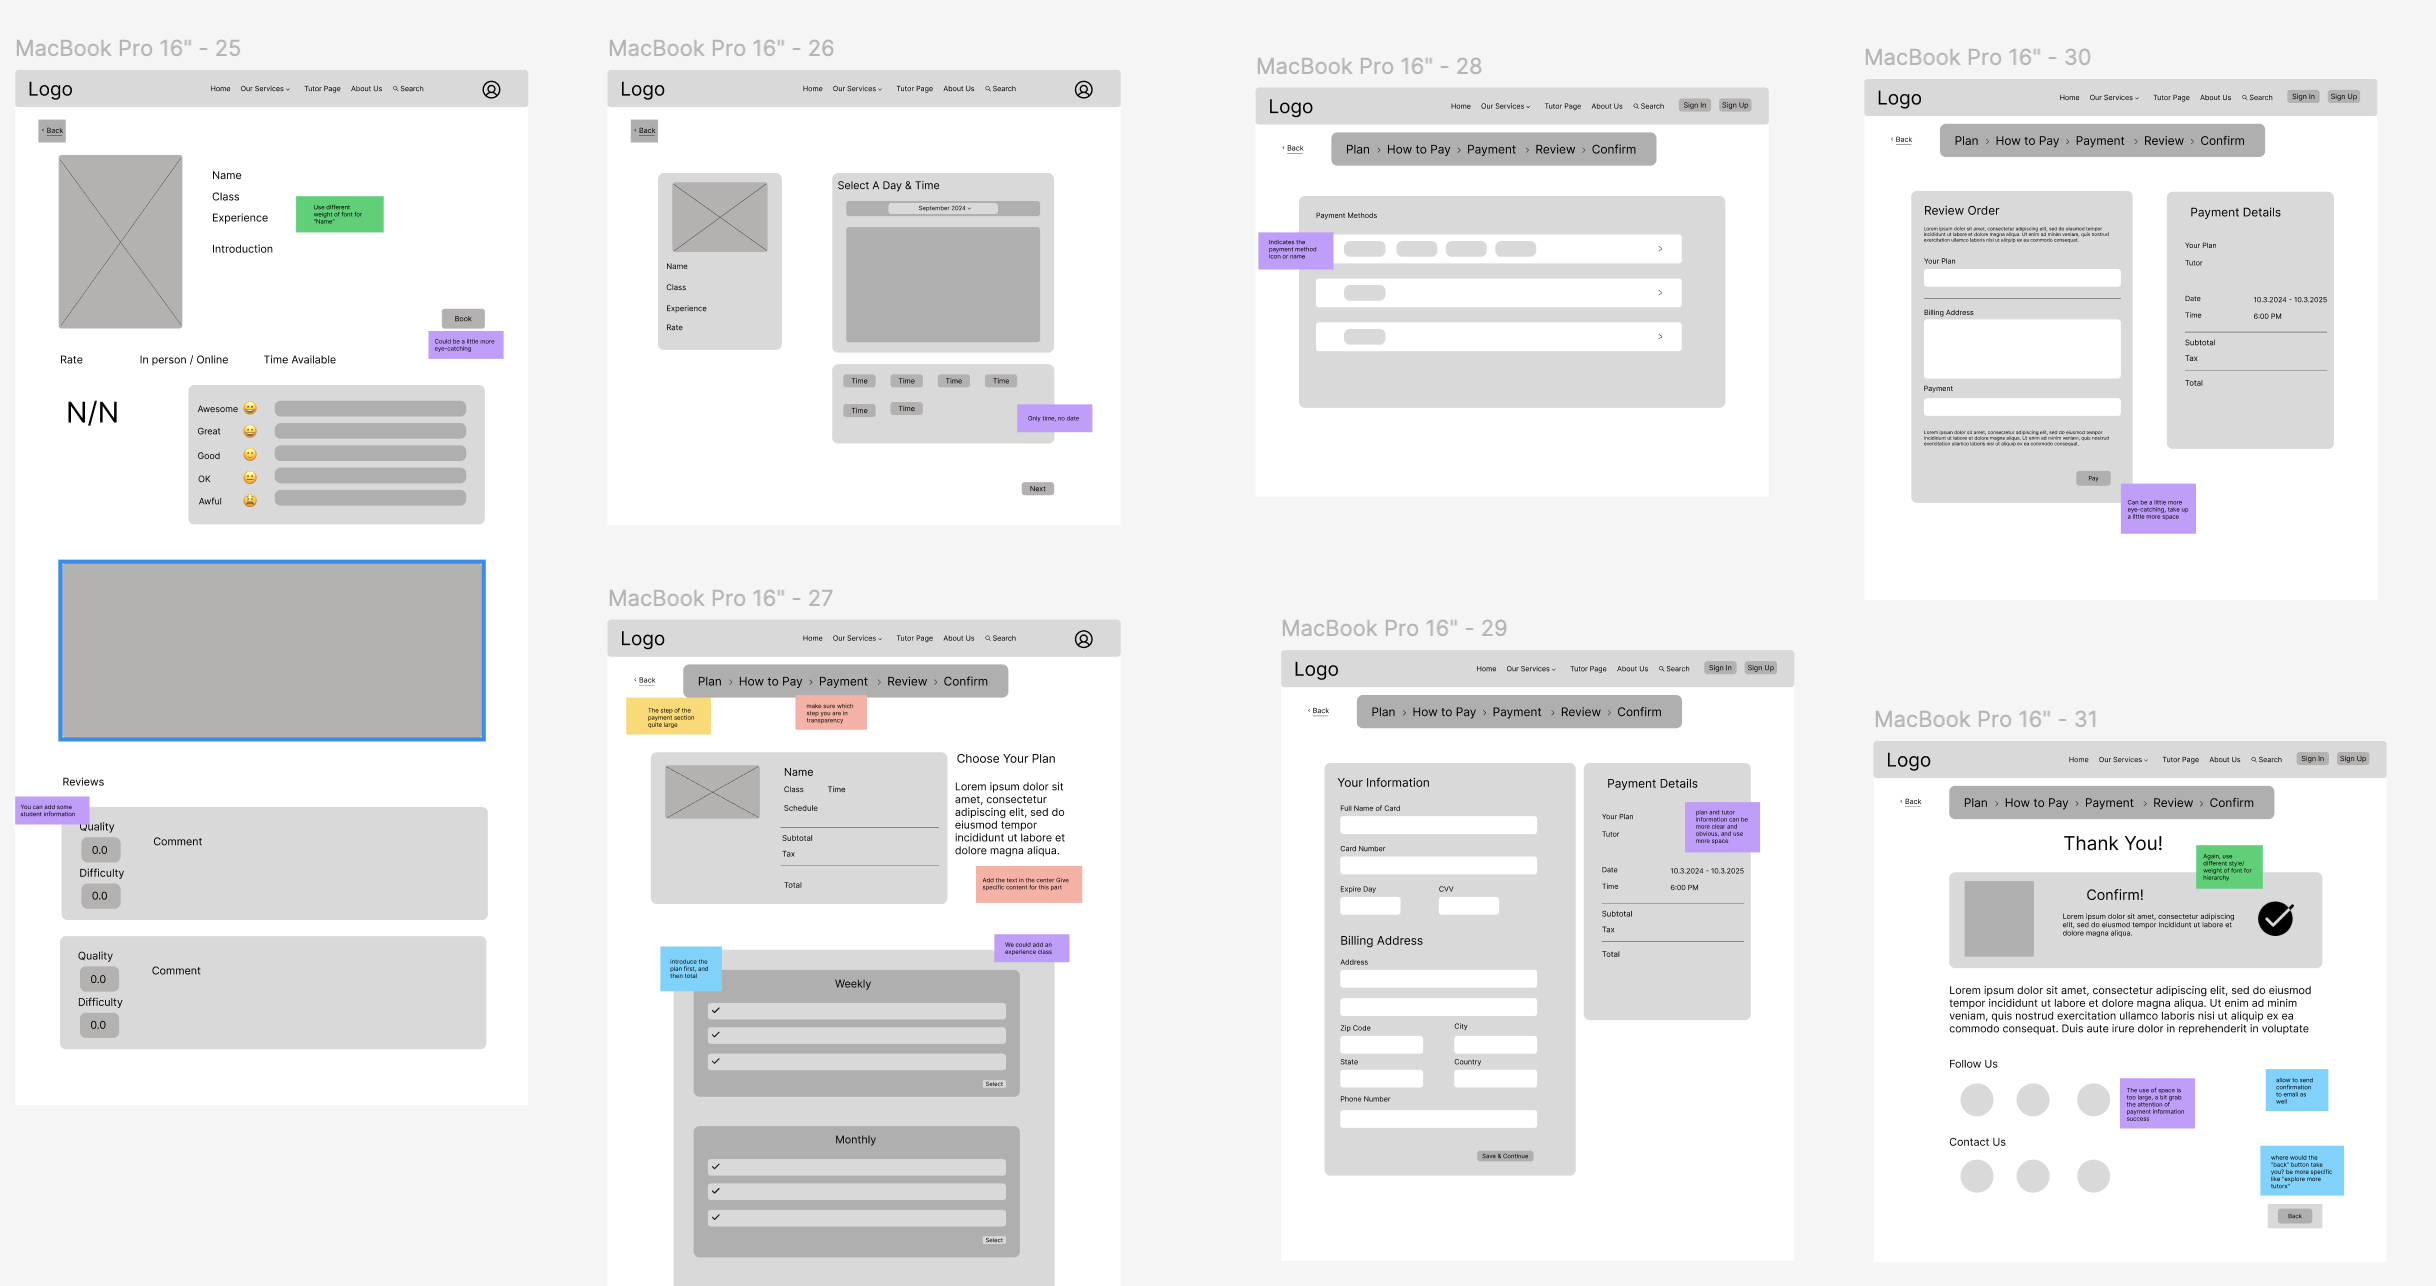 MacBook Pro 16" - 25
Logo
Home Our Services Tutor Page About Us Search
Back
Name
Class
Experience
Introduction
Use different
weight of font for
"Name"
Book
Could be a little more
eye-catching
Rate In person / Online Time Available
N/N
Awesome 😄
Great 😄
Good 🙂
OK 😐
Awful 😫
Reviews
You can add some
student information
Quality
0.0
Comment
Difficulty
0.0
Quality
0.0
Comment
Difficulty
0.0
MacBook Pro 16" - 26
Logo
Home Our Services Tutor Page About Us Search
Back
Name
Class
Experience
Rate
Select A Day & Time
September 2024
Time Time Time Time
Time Time
Only time, no date
Next
MacBook Pro 16" - 27
Logo
Home Our Services Tutor Page About Us Search
Back
Plan > How to Pay > Payment > Review > Confirm
The step of the
payment section
quite large
make sure which
step you are in
transparency
Name
Class Time
Schedule
Subtotal
Tax
Total
Choose Your Plan
Lorem ipsum dolor sit
amet, consectetur
adipiscing elit, sed do
eiusmod tempor
incididunt ut labore et
dolore magna aliqua.
Add the text in the center Give
specific content for this part
We could add an
experience class
introduce the
plan first, and
then total
Weekly
Select
Monthly
Select
MacBook Pro 16" - 28
Logo
Home Our Services Tutor Page About Us Search Sign In Sign Up
Back
Plan > How to Pay > Payment > Review > Confirm
Payment Methods
Indicates the
payment method
icon or name
MacBook Pro 16" - 29
Logo
Home Our Services Tutor Page About Us Search Sign In Sign Up
Back
Plan > How to Pay > Payment > Review > Confirm
Your Information
Full Name of Card
Card Number
Expire Day CVV
Billing Address
Address
Zip Code City
State Country
Phone Number
Save & Continue
Payment Details
Your Plan
Tutor
plan and tutor
information can be
more clear and
obvious, and use
more space
Date 10.3.2024 - 10.3.2025
Time 6:00 PM
Subtotal
Tax
Total
MacBook Pro 16" - 30
Logo
Home Our Services Tutor Page About Us Search Sign In Sign Up
Back
Plan > How to Pay > Payment > Review > Confirm
Review Order
Lorem ipsum dolor sit amet, consectetur adipiscing elit, sed do eiusmod tempor
incididunt ut labore et dolore magna aliqua. Ut enim ad minim veniam, quis nostrud
exercitation ullamco laboris nisi ut aliquip ex ea commodo consequat.
Your Plan
Billing Address
Payment
Lorem ipsum dolor sit amet, consectetur adipiscing elit, sed do eiusmod tempor
incididunt ut labore et dolore magna aliqua. Ut enim ad minim veniam, quis nostrud
exercitation ullamco laboris nisi ut aliquip ex ea commodo consequat.
Pay
Can be a little more
eye-catching, take up
a little more space
Payment Details
Your Plan
Tutor
Date 10.3.2024 - 10.3.2025
Time 6:00 PM
Subtotal
Tax
Total
MacBook Pro 16" - 31
Logo
Home Our Services Tutor Page About Us Search Sign In Sign Up
Back
Plan > How to Pay > Payment > Review > Confirm
Thank You!
Again, use
different style/
weight of font for
hierarchy
Confirm!
Lorem ipsum dolor sit amet, consectetur adipiscing
elit, sed do eiusmod tempor incididunt ut labore et
dolore magna aliqua.
Lorem ipsum dolor sit amet, consectetur adipiscing elit, sed do eiusmod
tempor incididunt ut labore et dolore magna aliqua. Ut enim ad minim
veniam, quis nostrud exercitation ullamco laboris nisi ut aliquip ex ea
commodo consequat. Duis aute irure dolor in reprehenderit in voluptate
Follow Us
The use of space is
too large, a bit grab
the attention of
payment information
success
allow to send
confirmation
to email as
well
Contact Us
where would the
"back" button take
you? be more specific
like "explore more
tutors"
Back